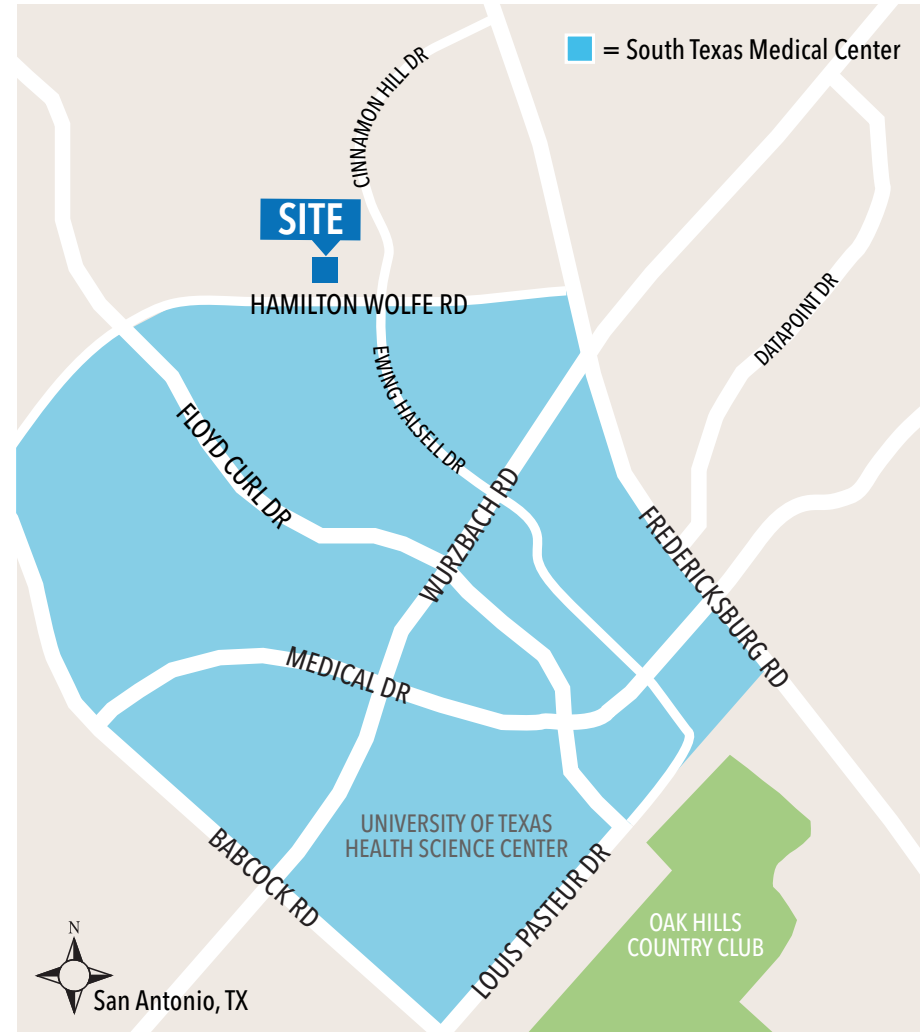 = South Texas Medical Center
CINNAMON HILL DR
SITE
HAMILTON WOLFE RD
DATAPOINT DR
EWING HALSELL DR
FLOYD CURL DR
WURZBACH RD
FREDERICKSBURG RD
MEDICAL DR
UNIVERSITY OF TEXAS
HEALTH SCIENCE CENTER
BABCOCK RD
LOUIS PASTEUR DR
OAK HILLS
COUNTRY CLUB
N
San Antonio, TX